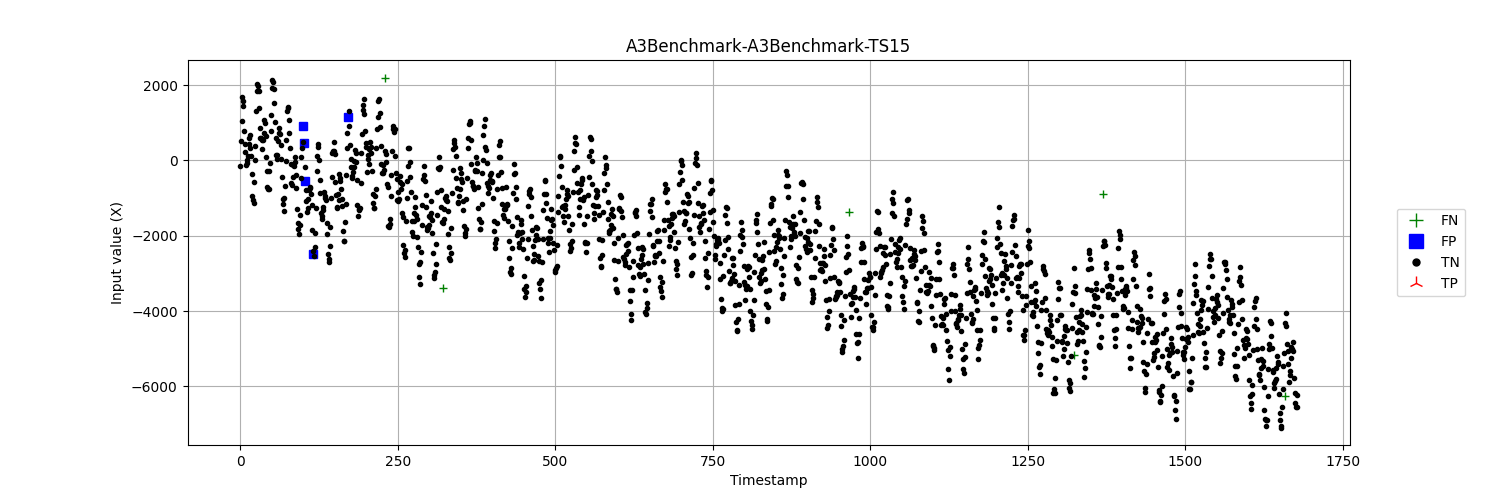 A3Benchmark-A3Benchmark-TS15
2000
0
−2000
−4000
−6000
Input value (X)
0
250
500
750
1000
1250
1500
1750
Timestamp
FN
FP
TN
TP